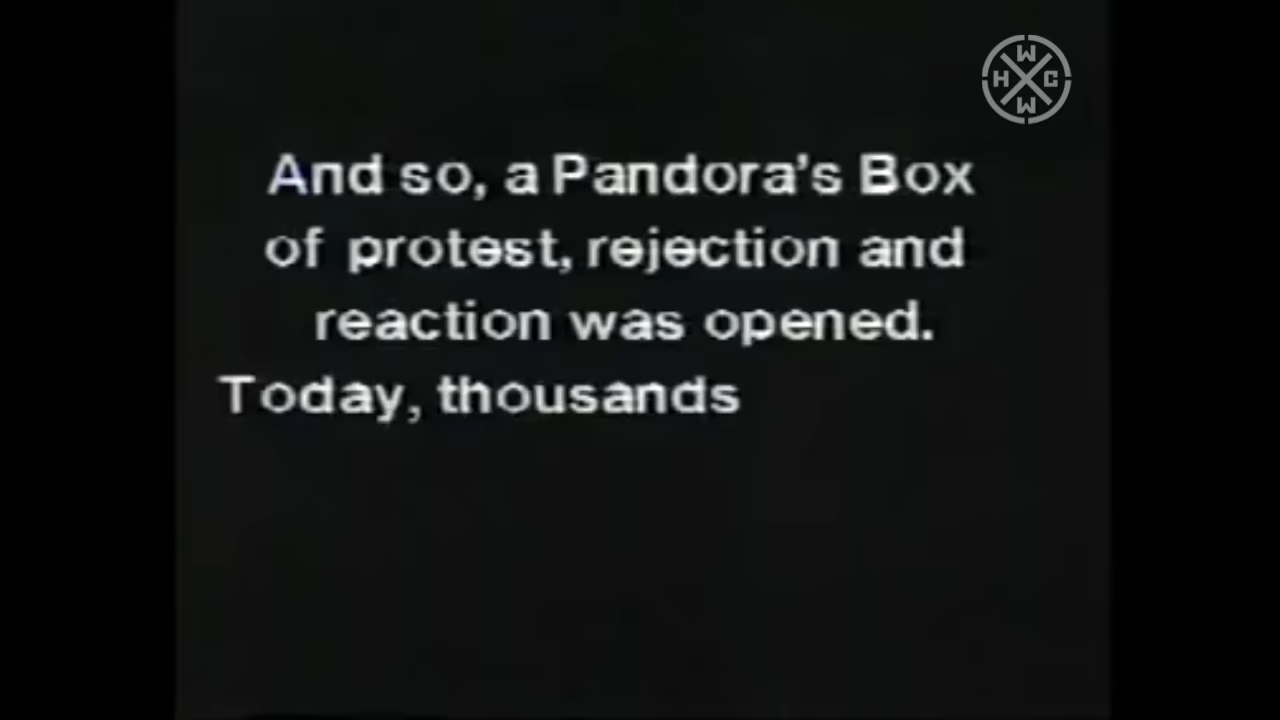 W
H C
W
And so, a Pandora's Box
of protest, rejection and
reaction was opened.
Today, thousands